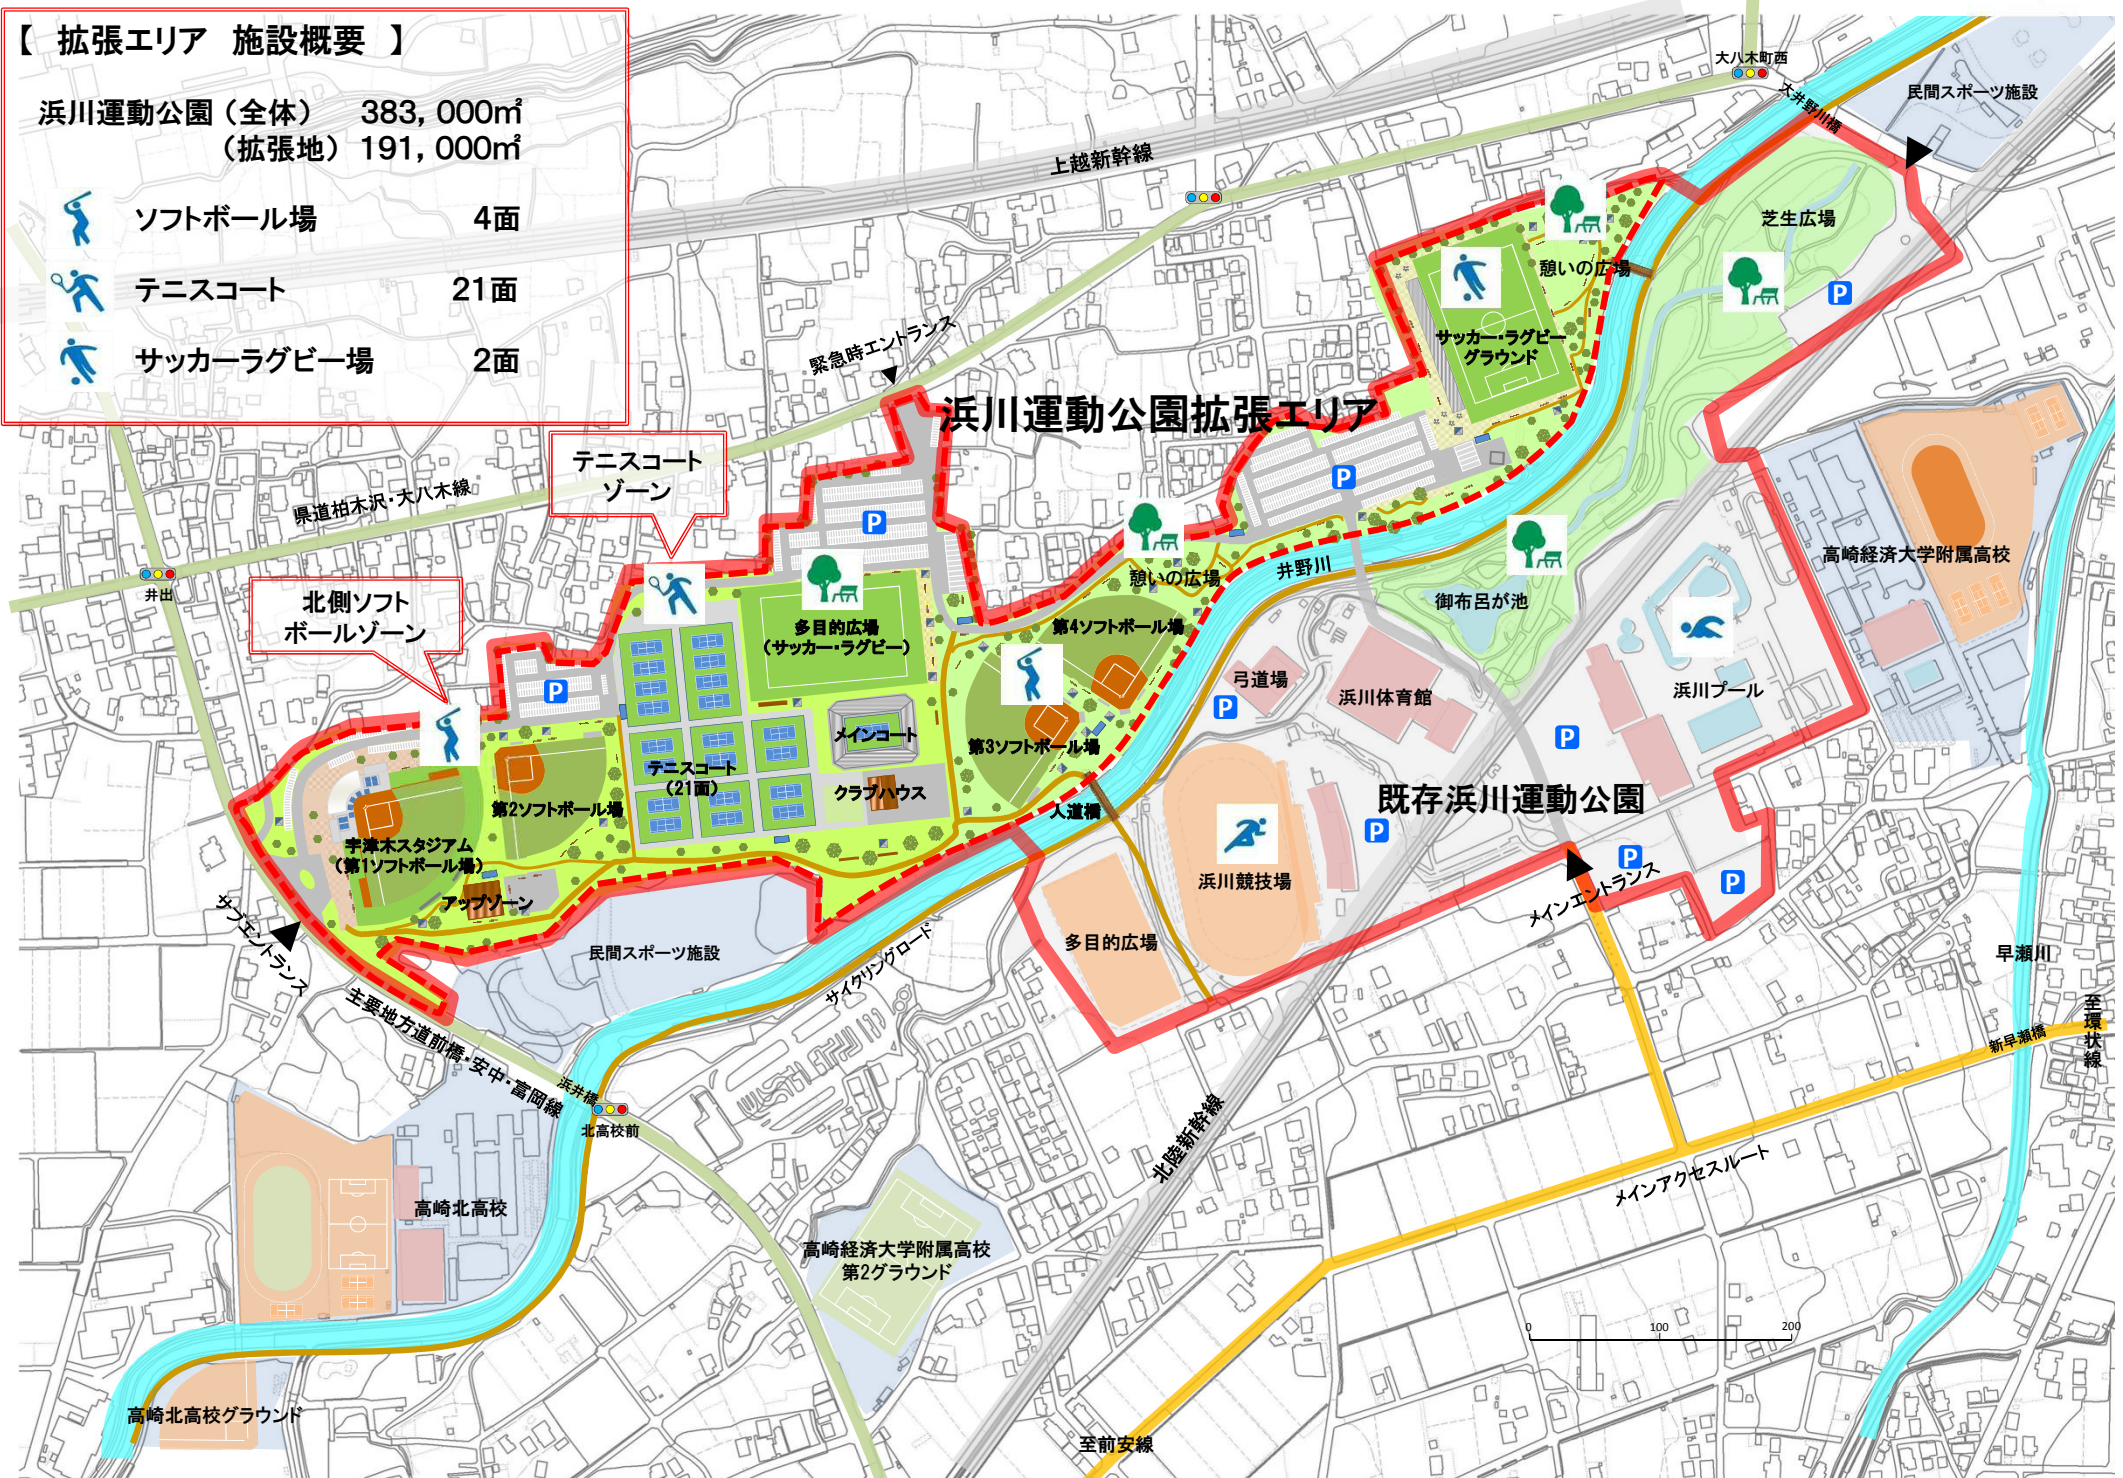 【 拡張エリア 施設概要 】
浜川運動公園（全体） 383,000㎡
（拡張地） 191,000㎡
ソフトボール場 4面
テニスコート 21面
サッカーラグビー場 2面
大八木町西
民間スポーツ施設
大井野川橋
上越新幹線
芝生広場
憩いの広場
P
緊急時エントランス
サッカー・ラグビー
グラウンド
浜川運動公園拡張エリア
テニスコート
ゾーン
県道柏木沢・大八木線
P
P
井出
高崎経済大学附属高校
井野川
憩いの広場
北側ソフト
ボールゾーン
御布呂が池
多目的広場
（サッカー・ラグビー）
第4ソフトボール場
弓道場
浜川体育館
浜川プール
P
P
P
メインコート
第3ソフトボール場
テニスコート
（21面）
クラブハウス
第2ソフトボール場
人道橋
既存浜川運動公園
P
宇津木スタジアム
（第1ソフトボール場）
P
P
浜川競技場
メインエントランス
アップゾーン
サブエントランス
多目的広場
民間スポーツ施設
サイクリングロード
早瀬川
至環状線
主要地方道前橋・安中・富岡線
新早瀬橋
浜井橋
北高校前
北陸新幹線
メインアクセスルート
高崎北高校
高崎経済大学附属高校
第2グラウンド
0 100 200
高崎北高校グラウンド
至前安線